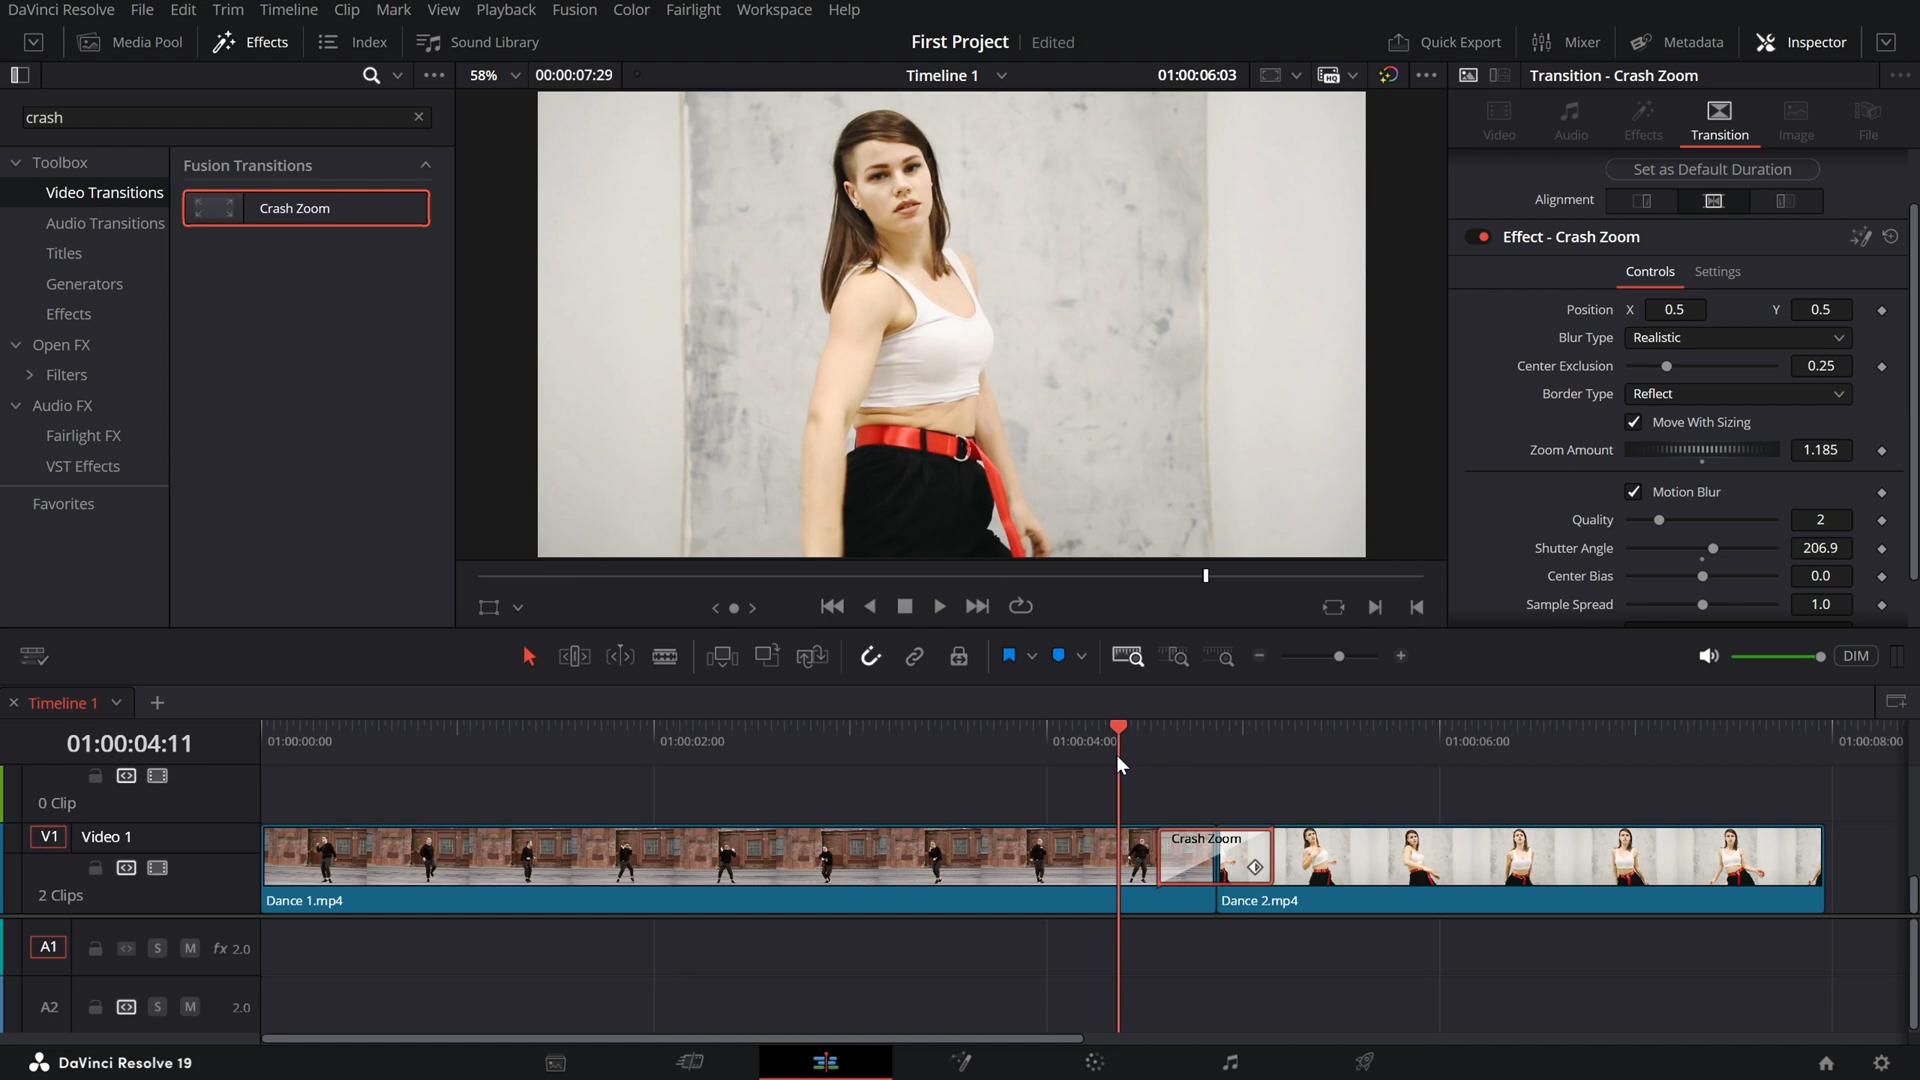 DaVinci Resolve File Edit Trim Timeline Clip Mark View Playback Fusion Color Fairlight Workspace Help
Media Pool Effects Index Sound Library First Project Edited Quick Export Mixer Metadata Inspector
58% 00:00:07:29 Timeline 1 01:00:06:03 Transition - Crash Zoom
crash
Video Audio Effects Transition Image File
Toolbox
Video Transitions
Audio Transitions
Titles
Generators
Effects
Open FX
Filters
Audio FX
Fairlight FX
VST Effects
Favorites
Fusion Transitions
Crash Zoom
Set as Default Duration
Alignment
Effect - Crash Zoom
Controls Settings
Position X 0.5 Y 0.5
Blur Type Realistic
Center Exclusion 0.25
Border Type Reflect
Move With Sizing
Zoom Amount 1.185
Motion Blur
Quality 2
Shutter Angle 206.9
Center Bias 0.0
Sample Spread 1.0
DIM
Timeline 1
01:00:04:11 01:00:00:00 01:00:02:00 01:00:04:00 01:00:06:00 01:00:08:00
0 Clip
V1 Video 1 Crash Zoom
2 Clips Dance 1.mp4 Dance 2.mp4
A1 S M fx 2.0
A2 S M 2.0
DaVinci Resolve 19